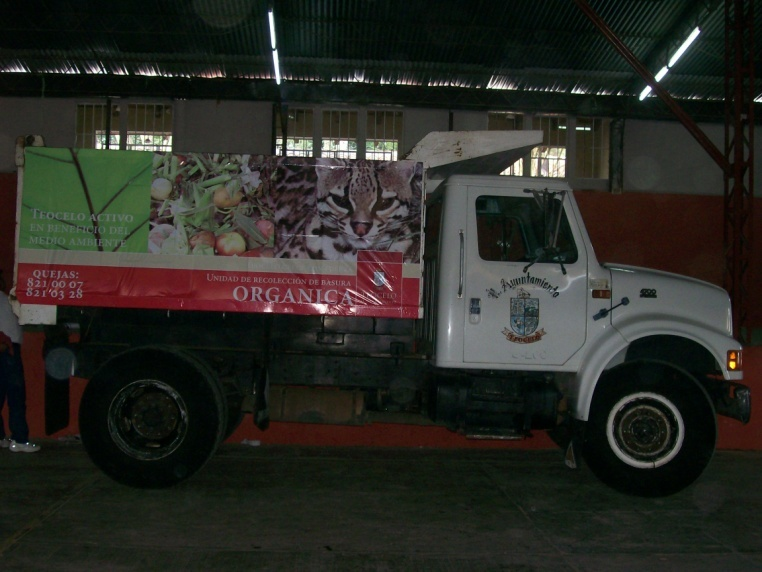 TEOCELO ACTIVO
EN BENEFICIO DEL
MEDIO AMBIENTE
QUEJAS:
821 00 07
821 03 28
UNIDAD DE RECOLECCIÓN DE BASURA
ORGANICA
H. Ayuntamiento